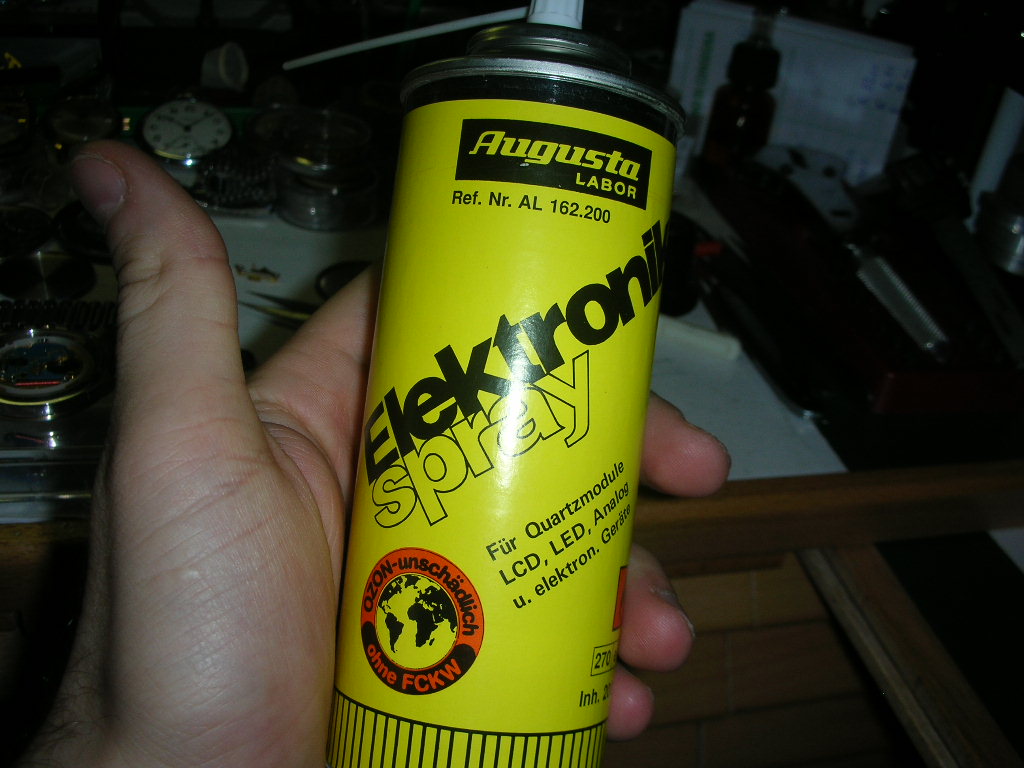 Augusta
LABOR
Ref. Nr. AL 162.200
Elektronik
spray
Für Quartzmodule
LCD, LED, Analog
u. elektron. Geräte
OZON-unschädlich
ohne FCKW
270
Inh.